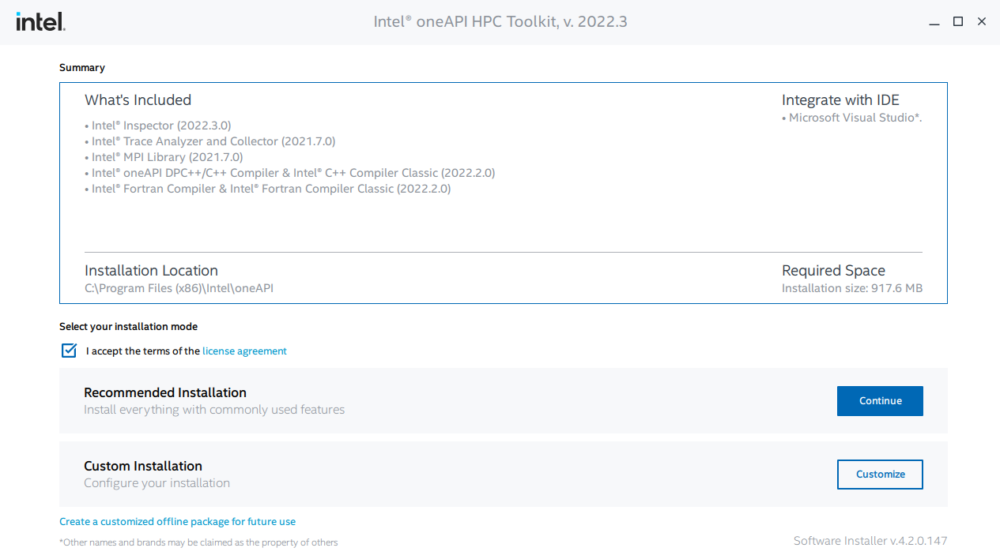 intel.
Intel® oneAPI HPC Toolkit, v. 2022.3
Summary
What's Included
• Intel® Inspector (2022.3.0)
• Intel® Trace Analyzer and Collector (2021.7.0)
• Intel® MPI Library (2021.7.0)
• Intel® oneAPI DPC++/C++ Compiler & Intel® C++ Compiler Classic (2022.2.0)
• Intel® Fortran Compiler & Intel® Fortran Compiler Classic (2022.2.0)
Integrate with IDE
• Microsoft Visual Studio*.
Installation Location
C:\Program Files (x86)\Intel\oneAPI
Required Space
Installation size: 917.6 MB
Select your installation mode
I accept the terms of the license agreement
Recommended Installation
Install everything with commonly used features
Continue
Custom Installation
Configure your installation
Customize
Create a customized offline package for future use
*Other names and brands may be claimed as the property of others
Software Installer v.4.2.0.147